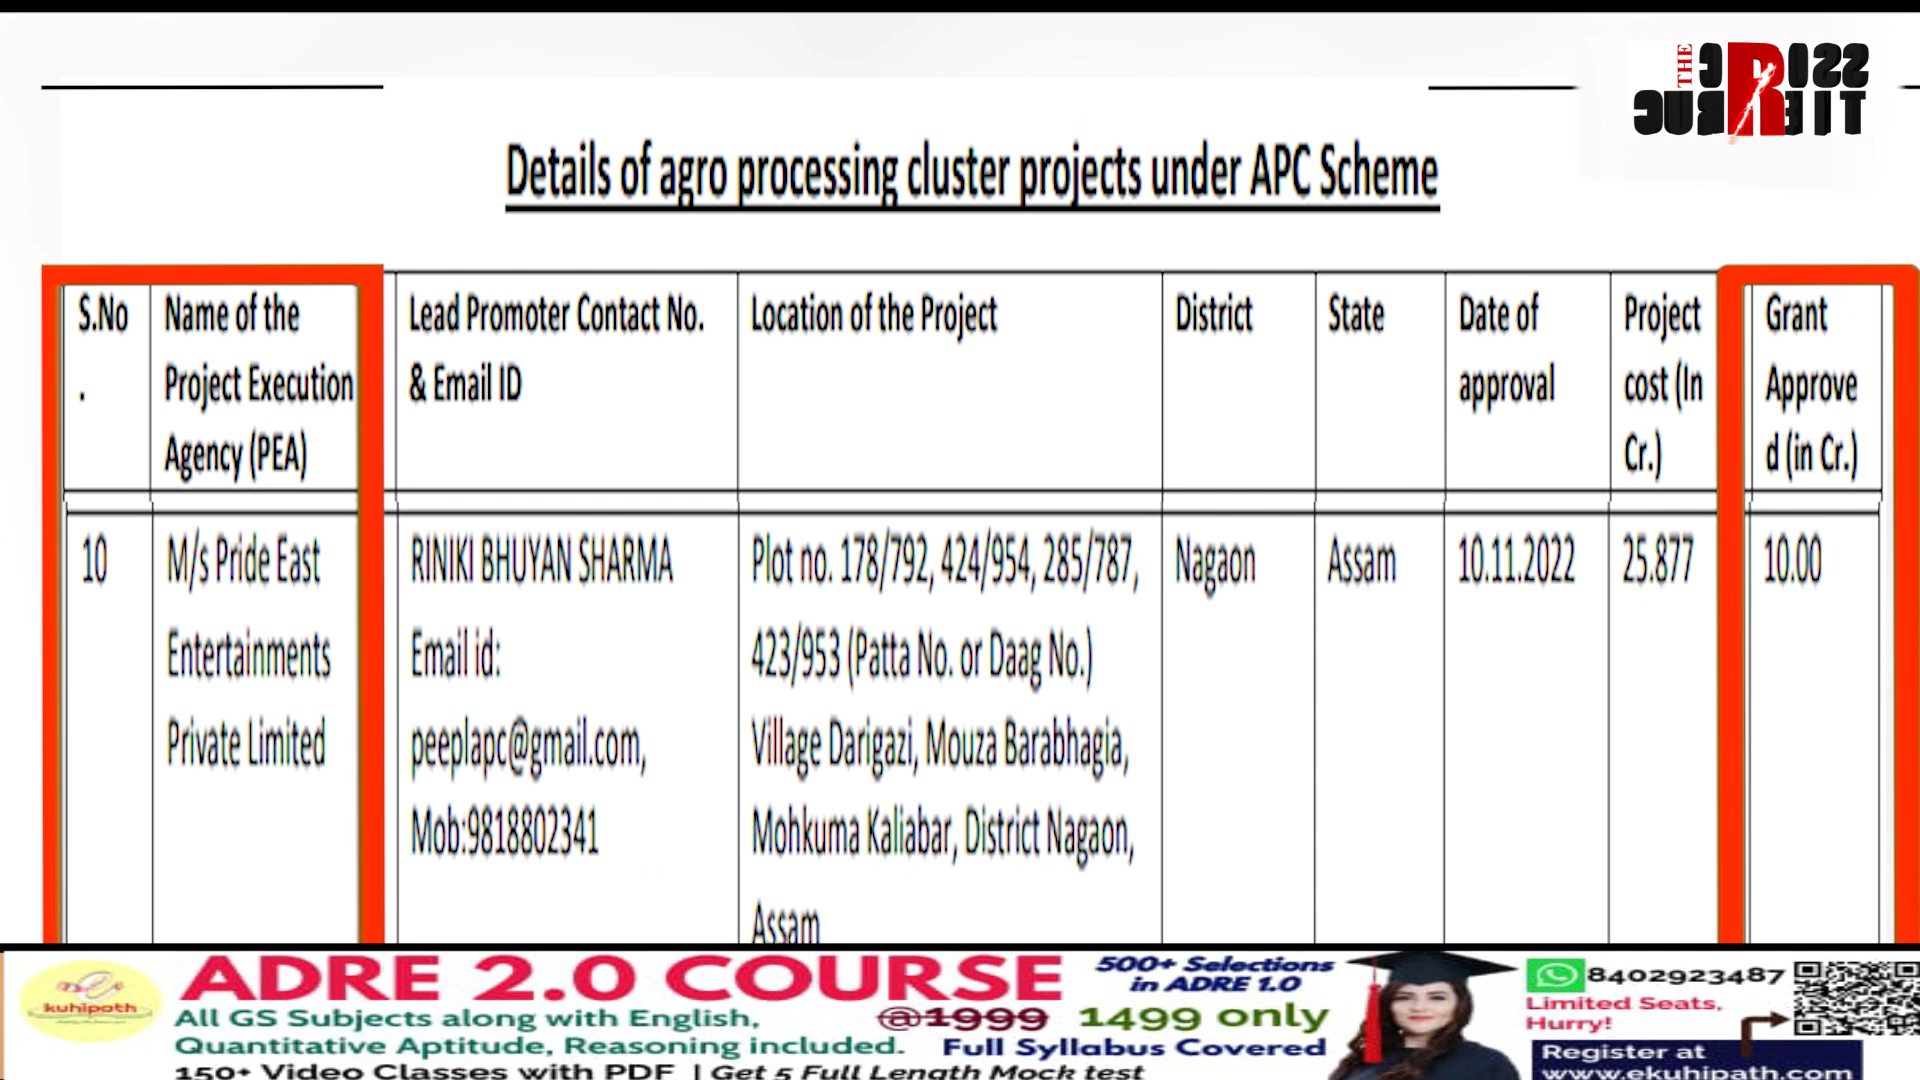 THE CROSS
CURRENT
Details of agro processing cluster projects under APC Scheme
S.No
.
Name of the
Project Execution
Agency (PEA)
Lead Promoter Contact No.
& Email ID
Location of the Project
District
State
Date of
approval
Project
cost (In
Cr.)
Grant
Approve
d (in Cr.)
10
M/s Pride East
Entertainments
Private Limited
RINIKI BHUYAN SHARMA
Email id:
peeplapc@gmail.com,
Mob:9818802341
Plot no. 178/792, 424/954, 285/787,
423/953 (Patta No. or Daag No.)
Village Darigazi, Mouza Barabhagia,
Mohkuma Kaliabar, District Nagaon,
Assam
Nagaon
Assam
10.11.2022
25.877
10.00
kuhipath
ADRE 2.0 COURSE
All GS Subjects along with English,
Quantitative Aptitude, Reasoning included.
150+ Video Classes with PDF | Get 5 Full Length Mock test
500+ Selections
in ADRE 1.0
@1999 1499 only
Full Syllabus Covered
8402923487
Limited Seats,
Hurry!
Register at
www.ekuhipath.com